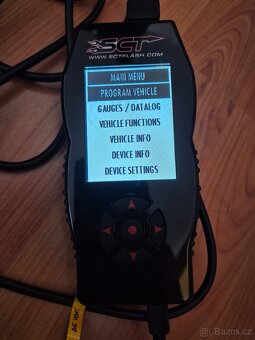 SCT
WWW.SCTFLASH.COM
MAIN MENU
PROGRAM VEHICLE
GAUGES / DATALOG
VEHICLE FUNCTIONS
VEHICLE INFO
DEVICE INFO
DEVICE SETTINGS
Bazos.cz